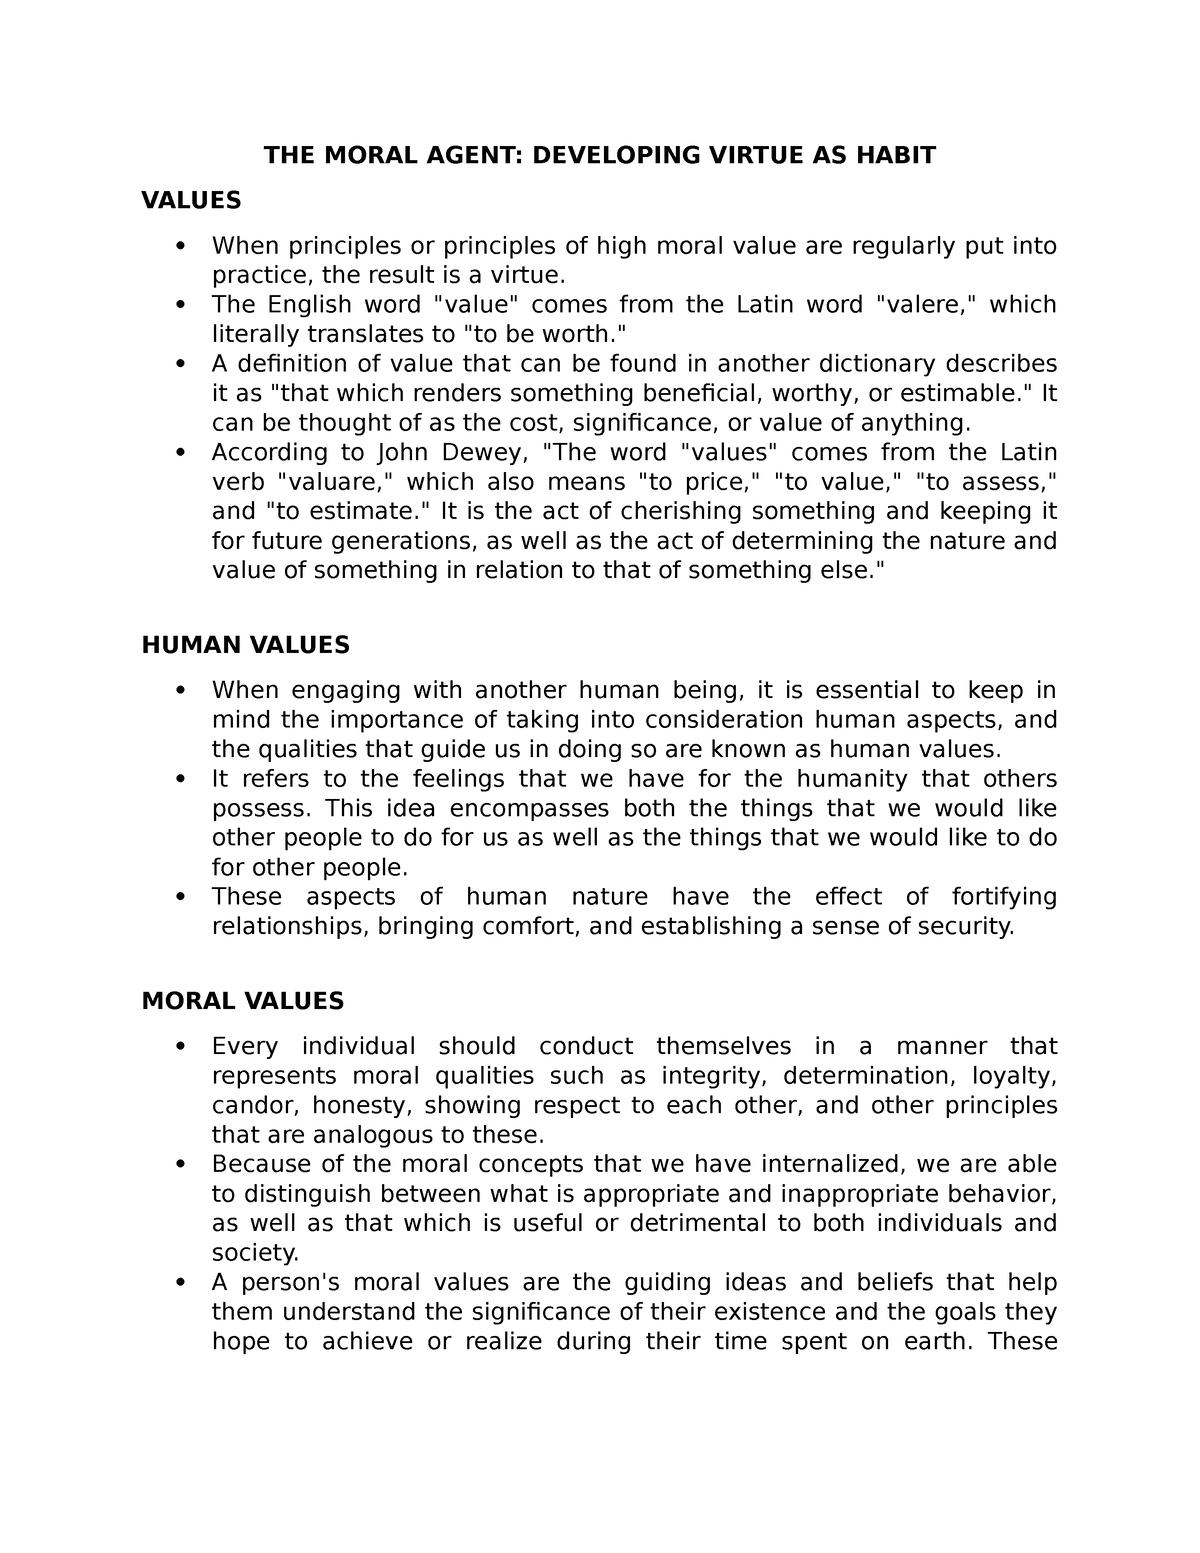 THE MORAL AGENT: DEVELOPING VIRTUE AS HABIT
VALUES
• When principles or principles of high moral value are regularly put into
practice, the result is a virtue.
• The English word "value" comes from the Latin word "valere," which
literally translates to "to be worth."
• A definition of value that can be found in another dictionary describes
it as "that which renders something beneficial, worthy, or estimable." It
can be thought of as the cost, significance, or value of anything.
• According to John Dewey, "The word "values" comes from the Latin
verb "valuare," which also means "to price," "to value," "to assess,"
and "to estimate." It is the act of cherishing something and keeping it
for future generations, as well as the act of determining the nature and
value of something in relation to that of something else."
HUMAN VALUES
• When engaging with another human being, it is essential to keep in
mind the importance of taking into consideration human aspects, and
the qualities that guide us in doing so are known as human values.
• It refers to the feelings that we have for the humanity that others
possess. This idea encompasses both the things that we would like
other people to do for us as well as the things that we would like to do
for other people.
• These aspects of human nature have the effect of fortifying
relationships, bringing comfort, and establishing a sense of security.
MORAL VALUES
• Every individual should conduct themselves in a manner that
represents moral qualities such as integrity, determination, loyalty,
candor, honesty, showing respect to each other, and other principles
that are analogous to these.
• Because of the moral concepts that we have internalized, we are able
to distinguish between what is appropriate and inappropriate behavior,
as well as that which is useful or detrimental to both individuals and
society.
• A person's moral values are the guiding ideas and beliefs that help
them understand the significance of their existence and the goals they
hope to achieve or realize during their time spent on earth. These